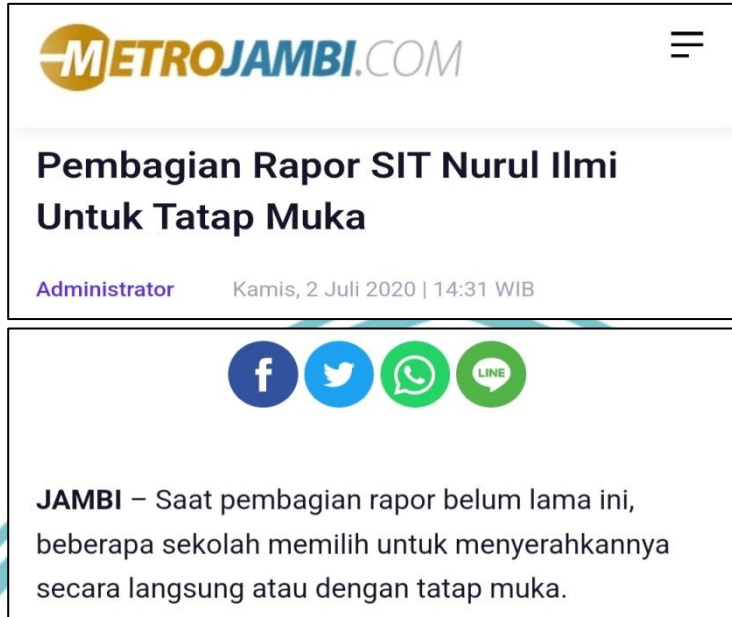 METROJAMBI.COM
Pembagian Rapor SIT Nurul Ilmi
Untuk Tatap Muka
Administrator Kamis, 2 Juli 2020 | 14:31 WIB
LINE
JAMBI – Saat pembagian rapor belum lama ini,
beberapa sekolah memilih untuk menyerahkannya
secara langsung atau dengan tatap muka.